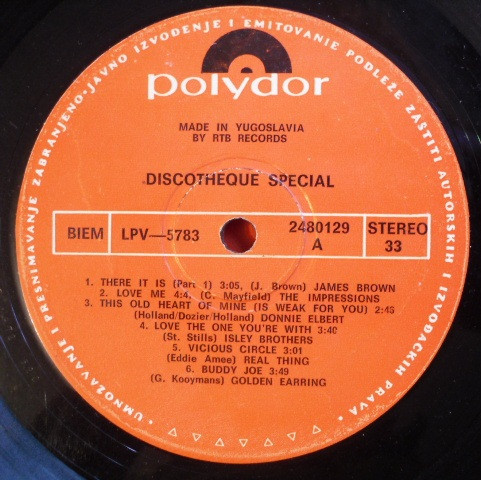 polydor
MADE IN YUGOSLAVIA
BY RTB RECORDS
DISCOTHEQUE SPECIAL
BIEM LPV—5783 2480129 A STEREO 33
1. THERE IT IS (Part 1) 3:05, (J. Brown) JAMES BROWN
2. LOVE ME 4:4, (C. Mayfield) THE IMPRESSIONS
3. THIS OLD HEART OF MINE (IS WEAK FOR YOU) 2:48
(Holland/Dozier/Holland) DONNIE ELBERT
4. LOVE THE ONE YOU'RE WITH 3:40
(St. Stills) ISLEY BROTHERS
5. VICIOUS CIRCLE 3:01
(Eddie Amee) REAL THING
6. BUDDY JOE 3:49
(G. Kooymans) GOLDEN EARRING
UMNOŽAVANJE I PRENIMAVANJE ZABRANJENO·JAVNO IZVOĐENJE I EMITOVANJE PODLEŽE ZAŠTITI AUTORSKIH I IZVOĐAČKIH PRAVA